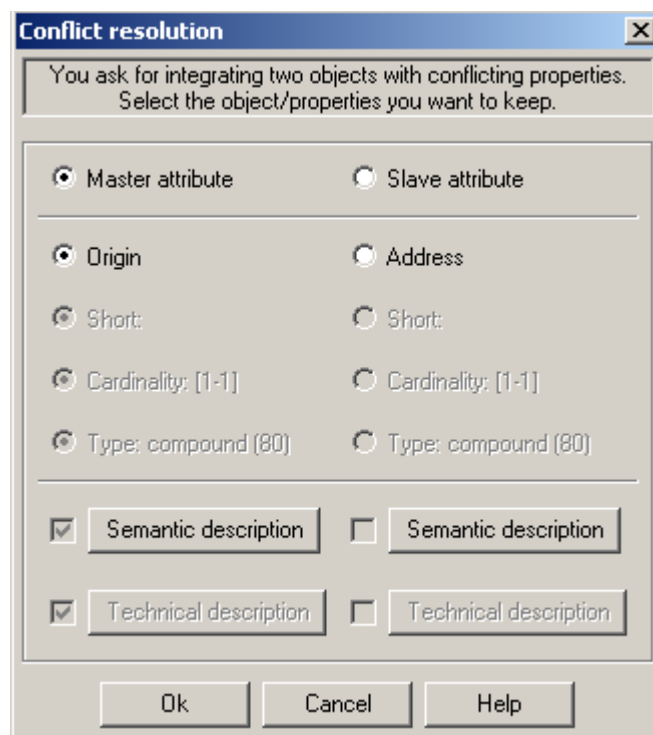 Conflict resolution
You ask for integrating two objects with conflicting properties.
Select the object/properties you want to keep.
Master attribute Slave attribute
Origin Address
Short: Short:
Cardinality: [1-1] Cardinality: [1-1]
Type: compound (80) Type: compound (80)
Semantic description Semantic description
Technical description Technical description
Ok Cancel Help